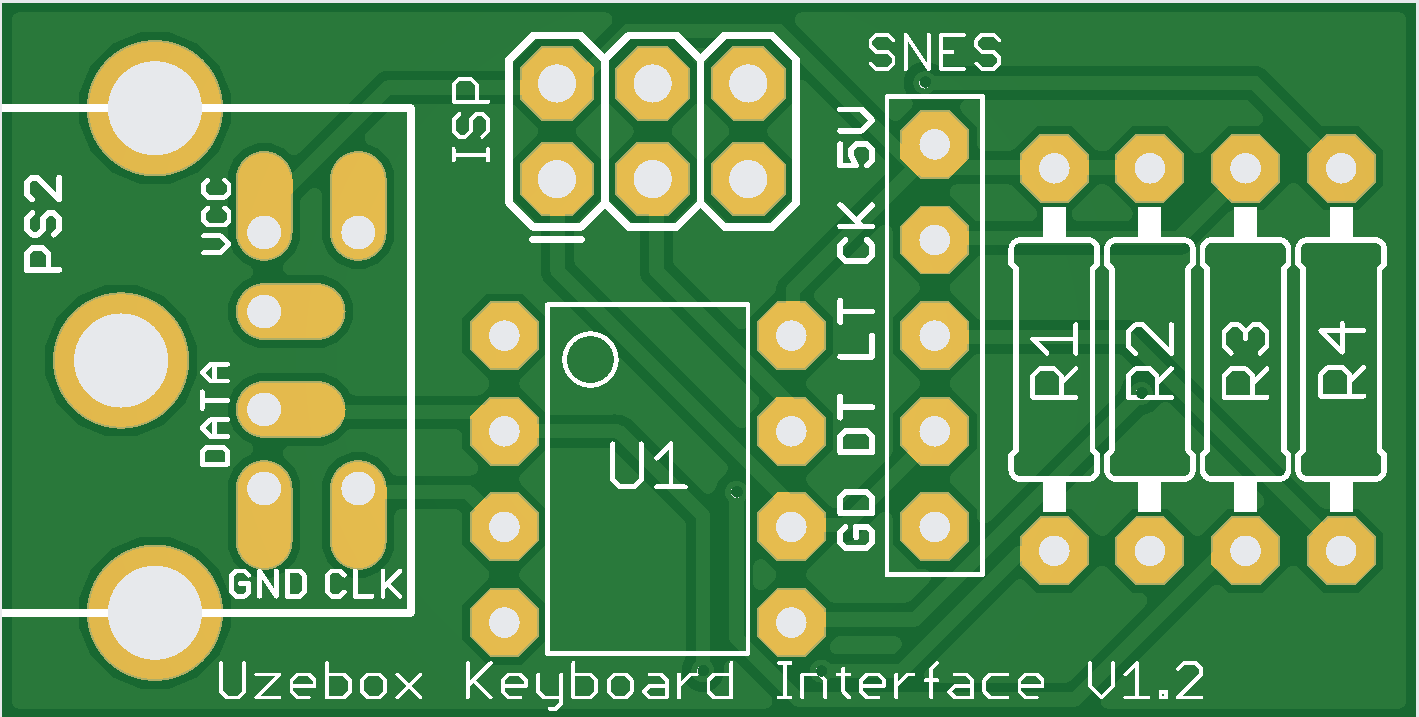 SNES
ISP
PS2
VCC
DATA
GND CLK
5V
CK
LT
DT
GD
U1
R1
R2
R3
R4
Uzebox Keyboard Interface V1.2